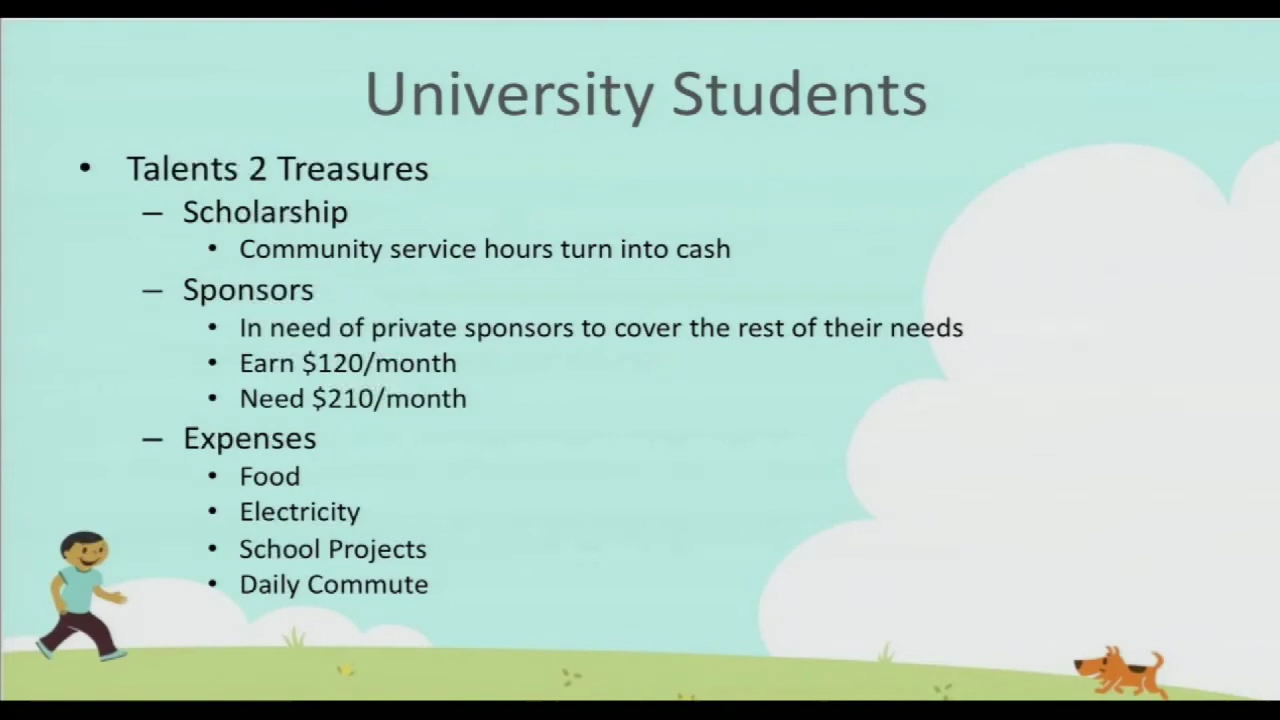 University Students
• Talents 2 Treasures
– Scholarship
• Community service hours turn into cash
– Sponsors
• In need of private sponsors to cover the rest of their needs
• Earn $120/month
• Need $210/month
– Expenses
• Food
• Electricity
• School Projects
• Daily Commute